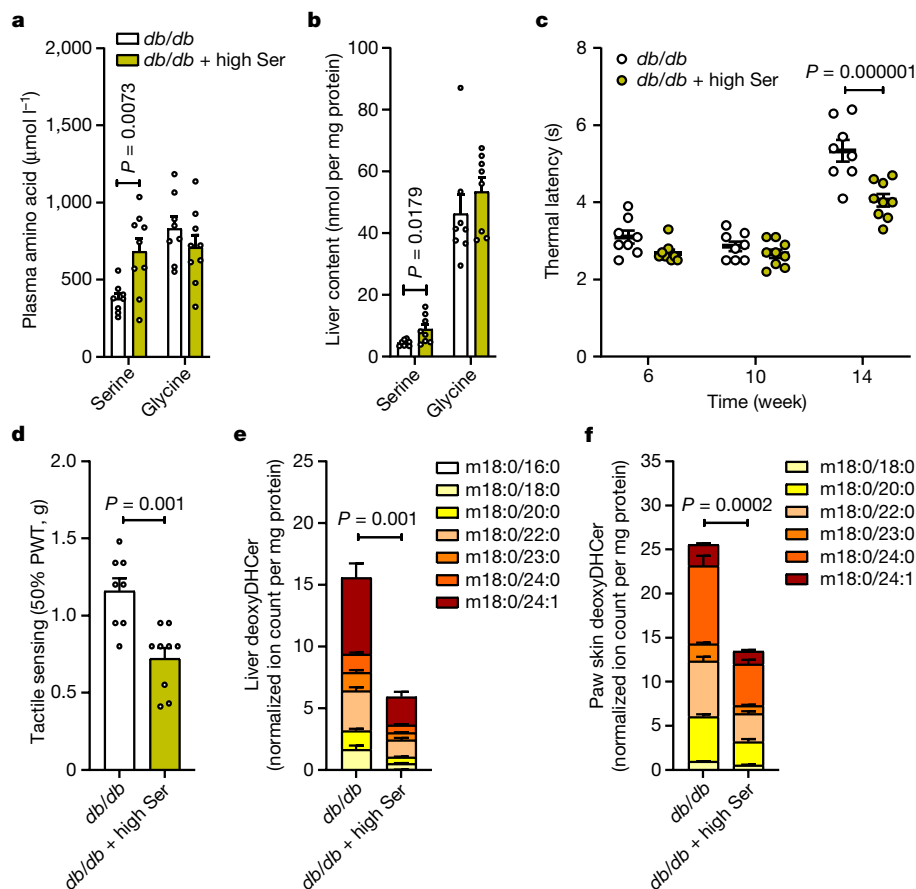 a
2,000
1,500
1,000
500
0
Plasma amino acid (μmol l−1)
db/db
db/db + high Ser
P = 0.0073
Serine
Glycine
b
100
80
60
40
20
0
Liver content (nmol per mg protein)
P = 0.0179
Serine
Glycine
c
8
6
4
2
0
Thermal latency (s)
db/db
db/db + high Ser
P = 0.000001
6
10
14
Time (week)
d
1.5
1.0
0.5
0
Tactile sensing (50% PWT, g)
P = 0.001
db/db
db/db + high Ser
e
25
20
15
10
5
0
Liver deoxyDHCer
(normalized ion count per mg protein)
P = 0.001
db/db
db/db + high Ser
m18:0/16:0
m18:0/18:0
m18:0/20:0
m18:0/22:0
m18:0/23:0
m18:0/24:0
m18:0/24:1
f
35
30
25
20
15
10
5
0
Paw skin deoxyDHCer
(normalized ion count per mg protein)
P = 0.0002
db/db
db/db + high Ser
m18:0/18:0
m18:0/20:0
m18:0/22:0
m18:0/23:0
m18:0/24:0
m18:0/24:1